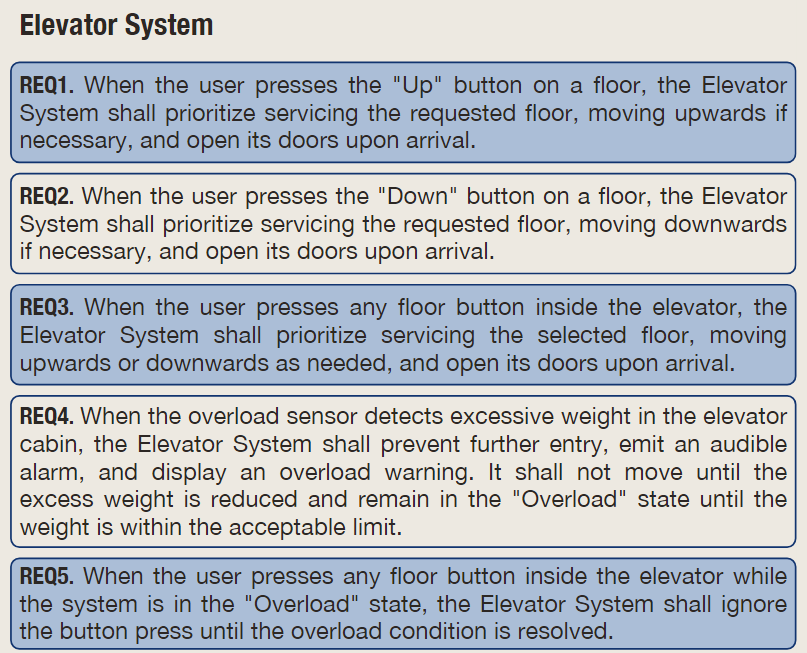 Elevator System
REQ1. When the user presses the "Up" button on a floor, the Elevator
System shall prioritize servicing the requested floor, moving upwards if
necessary, and open its doors upon arrival.
REQ2. When the user presses the "Down" button on a floor, the Elevator
System shall prioritize servicing the requested floor, moving downwards
if necessary, and open its doors upon arrival.
REQ3. When the user presses any floor button inside the elevator, the
Elevator System shall prioritize servicing the selected floor, moving
upwards or downwards as needed, and open its doors upon arrival.
REQ4. When the overload sensor detects excessive weight in the elevator
cabin, the Elevator System shall prevent further entry, emit an audible
alarm, and display an overload warning. It shall not move until the
excess weight is reduced and remain in the "Overload" state until the
weight is within the acceptable limit.
REQ5. When the user presses any floor button inside the elevator while
the system is in the "Overload" state, the Elevator System shall ignore
the button press until the overload condition is resolved.